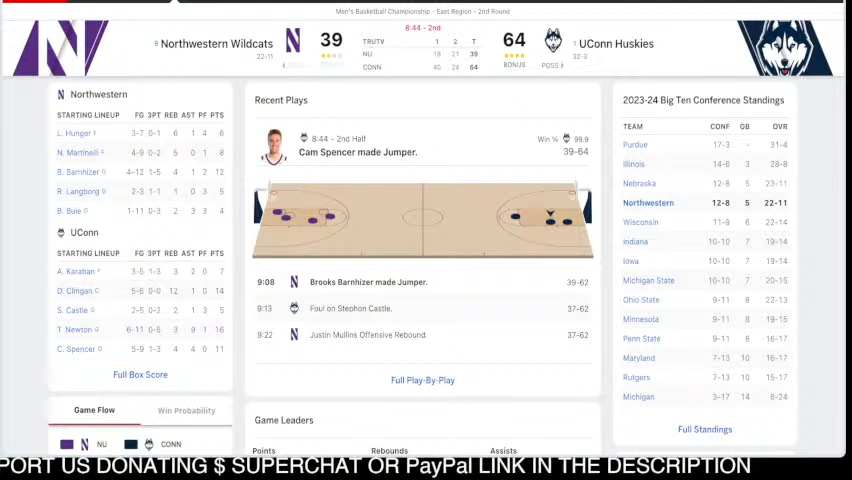 Men's Basketball Championship - East Region - 2nd Round
9 Northwestern Wildcats
22-11
39
8:44 - 2nd
TRUTV 1 2 T
NU 18 21 39
CONN 40 24 64
64
BONUS
POSS
1 UConn Huskies
32-3
Northwestern
STARTING LINEUP FG 3PT REB AST PF PTS
L. Hunger F 3-7 0-1 6 1 4 6
N. Martinelli F 4-9 0-2 5 0 1 8
B. Barnhizer G 4-12 1-5 4 1 2 12
R. Langborg G 2-3 1-1 1 0 3 5
B. Buie G 1-11 0-3 2 3 3 4
UConn
STARTING LINEUP FG 3PT REB AST PF PTS
A. Karaban F 3-5 1-3 3 2 0 7
D. Clingan C 5-6 0-0 12 1 0 14
S. Castle G 2-5 0-2 2 1 3 5
T. Newton G 6-11 0-5 3 9 1 16
C. Spencer G 5-9 1-3 4 4 0 11
Full Box Score
Game Flow
Win Probability
NU
CONN
Recent Plays
8:44 - 2nd Half
Cam Spencer made Jumper.
Win % 99.9
39-64
9:08 Brooks Barnhizer made Jumper. 39-62
9:13 Foul on Stephon Castle. 37-62
9:22 Justin Mullins Offensive Rebound. 37-62
Full Play-By-Play
Game Leaders
Points Rebounds Assists
2023-24 Big Ten Conference Standings
TEAM CONF GB OVR
Purdue 17-3 - 31-4
Illinois 14-6 3 28-8
Nebraska 12-8 5 23-11
Northwestern 12-8 5 22-11
Wisconsin 11-9 6 22-14
Indiana 10-10 7 19-14
Iowa 10-10 7 19-14
Michigan State 10-10 7 20-15
Ohio State 9-11 8 22-13
Minnesota 9-11 8 19-15
Penn State 9-11 8 16-17
Maryland 7-13 10 16-17
Rutgers 7-13 10 15-17
Michigan 3-17 14 8-24
Full Standings
PORT US DONATING $ SUPERCHAT OR PayPal LINK IN THE DESCRIPTION